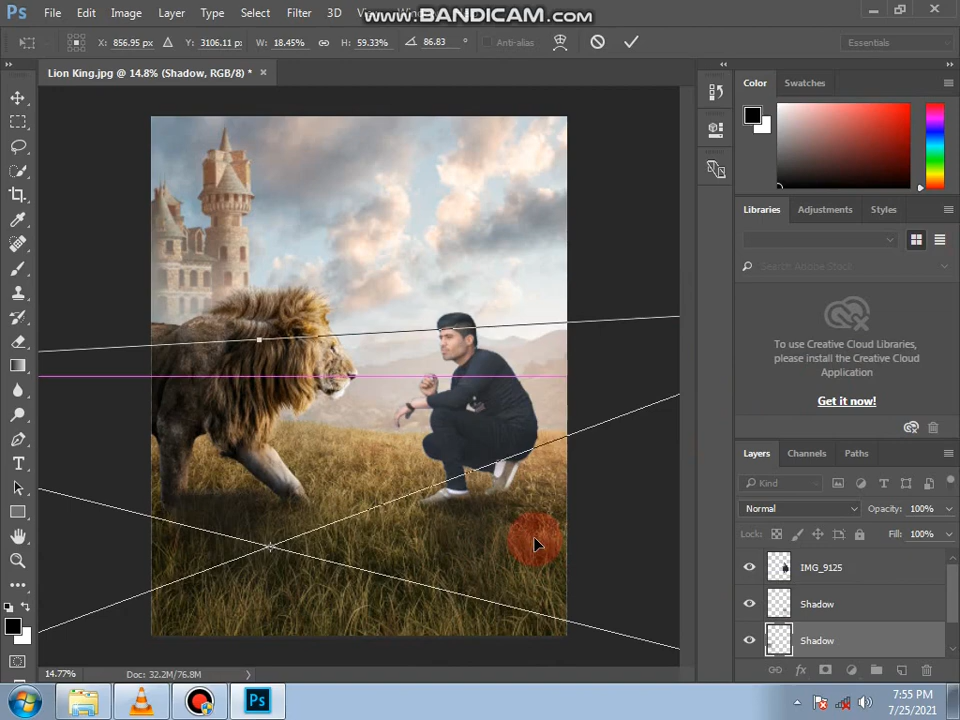 Ps File Edit Image Layer Type Select Filter 3D
www.BANDICAM.com
X: 856.95 px Y: 3106.11 p: W: 18.45% H: 59.33% 86.83 ° Anti-alias Essentials
Lion King.jpg @ 14.8% (Shadow, RGB/8) * ×
Color Swatches
Libraries Adjustments Styles
Search Adobe Stock
To use Creative Cloud Libraries,
please install the Creative Cloud
Application
Get it now!
Layers Channels Paths
Kind
Normal Opacity: 100%
Lock: Fill: 100%
IMG_9125
Shadow
Shadow
14.77% Doc: 32.2M/76.8M
Ps
7:55 PM
7/25/2021